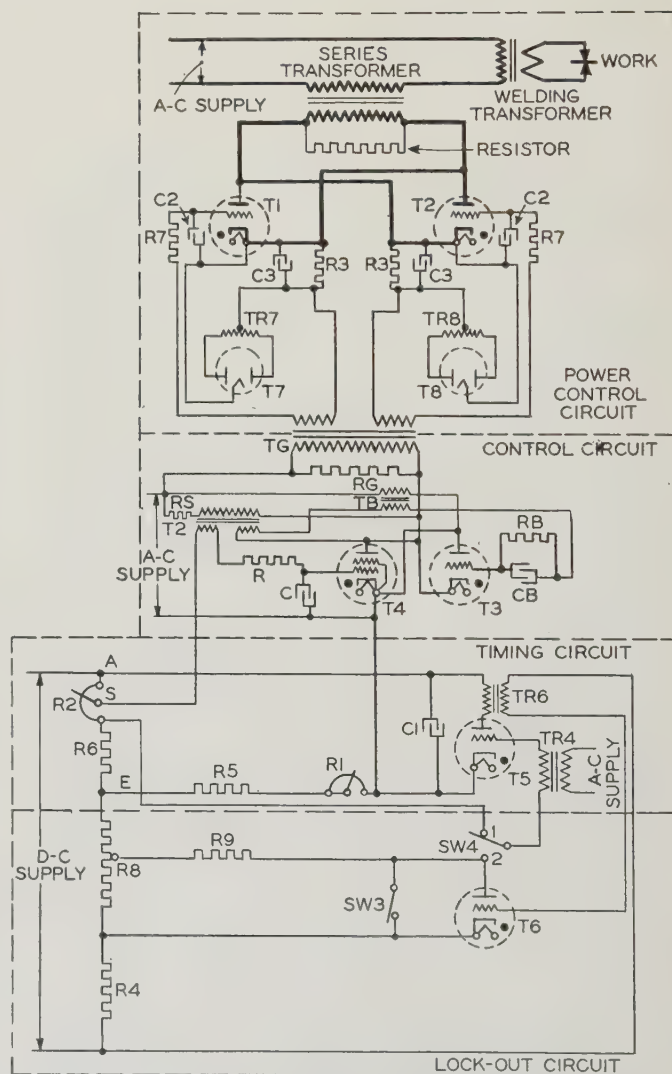 SERIES
TRANSFORMER
WORK
A-C SUPPLY
WELDING
TRANSFORMER
RESISTOR
C2
T1
T2
C2
R7
R7
C3
R3
R3
C3
TR7
TR8
T7
T8
POWER
CONTROL
CIRCUIT
TG
CONTROL CIRCUIT
RG
RS
TB
T2
RB
A-C
SUPPLY
R
C
T4
T3
CB
TIMING CIRCUIT
A
S
R2
TR6
C1
R6
TR4
R1
E
R5
T5
A-C
SUPPLY
1
R9
SW4
D-C
SUPPLY
R8
2
SW3
T6
R4
LOCK-OUT CIRCUIT